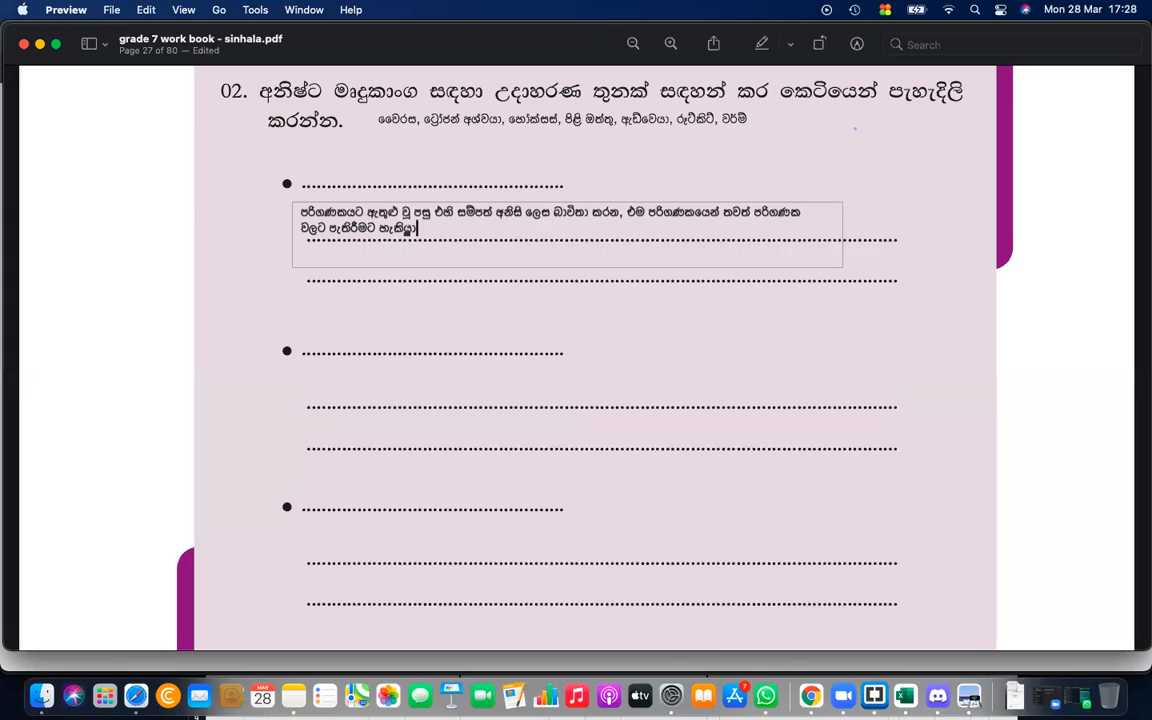 Preview File Edit View Go Tools Window Help Mon 28 Mar 17:28
grade 7 work book - sinhala.pdf
Page 27 of 80 — Edited
Search
02. අනිෂ්ට මෘදුකාංග සඳහා උදාහරණ තුනක් සඳහන් කර කෙටියෙන් පැහැදිලි
කරන්න. වෛරස, ට්‍රෝජන් අශ්වයා, හෝක්සස්, පිළි ඔත්තු, ඇඩ්වෙයා, රූට්කිට්, වර්ම්
පරිගණකයට ඇතුළු වූ පසු එහි සම්පත් අනිසි ලෙස බාවිතා කරන, එම පරිගණකයෙන් තවත් පරිගණක
වලට පැතිරීමට හැකියා